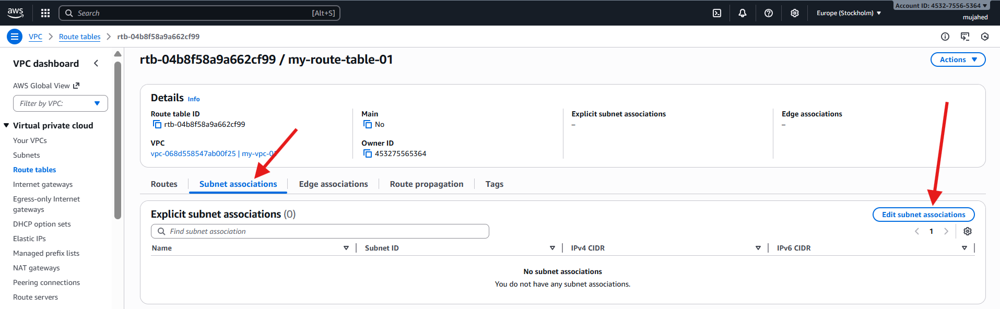 aws
Search [Alt+S]
Europe (Stockholm)
Account ID: 4532-7556-5364
mujahed
VPC
Route tables
rtb-04b8f58a9a662cf99
VPC dashboard
AWS Global View
Filter by VPC:
Virtual private cloud
Your VPCs
Subnets
Route tables
Internet gateways
Egress-only Internet
gateways
DHCP option sets
Elastic IPs
Managed prefix lists
NAT gateways
Peering connections
Route servers
rtb-04b8f58a9a662cf99 / my-route-table-01
Actions
Details Info
Route table ID
rtb-04b8f58a9a662cf99
VPC
vpc-068d558547ab00f25 | my-vpc-0
Main
No
Owner ID
453275565364
Explicit subnet associations
–
Edge associations
–
Routes
Subnet associations
Edge associations
Route propagation
Tags
Explicit subnet associations (0)
Edit subnet associations
Find subnet association
1
Name
Subnet ID
IPv4 CIDR
IPv6 CIDR
No subnet associations
You do not have any subnet associations.